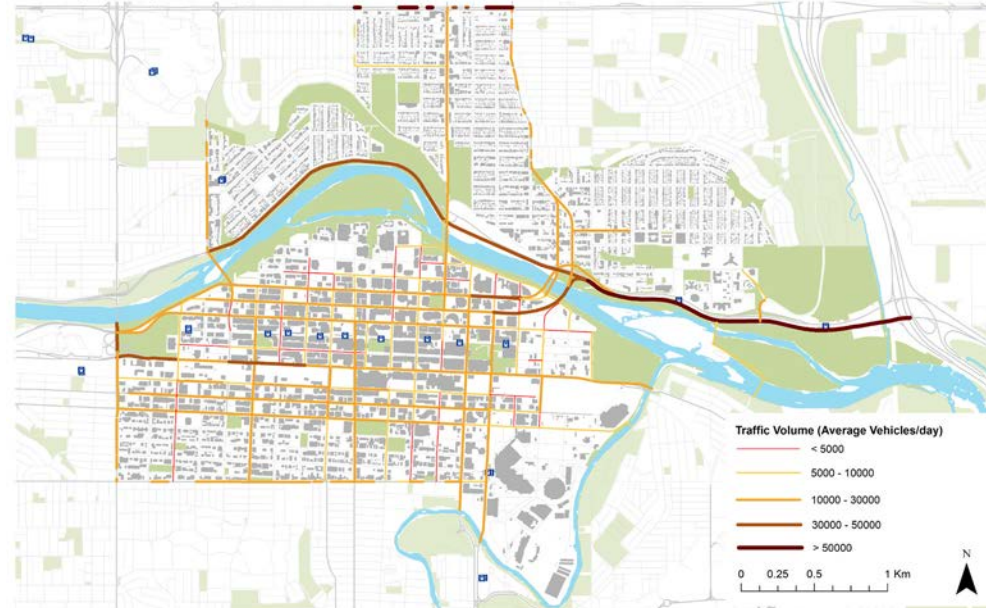 Traffic Volume (Average Vehicles/day)
< 5000
5000 - 10000
10000 - 30000
30000 - 50000
> 50000
0 0.25 0.5 1 Km
N